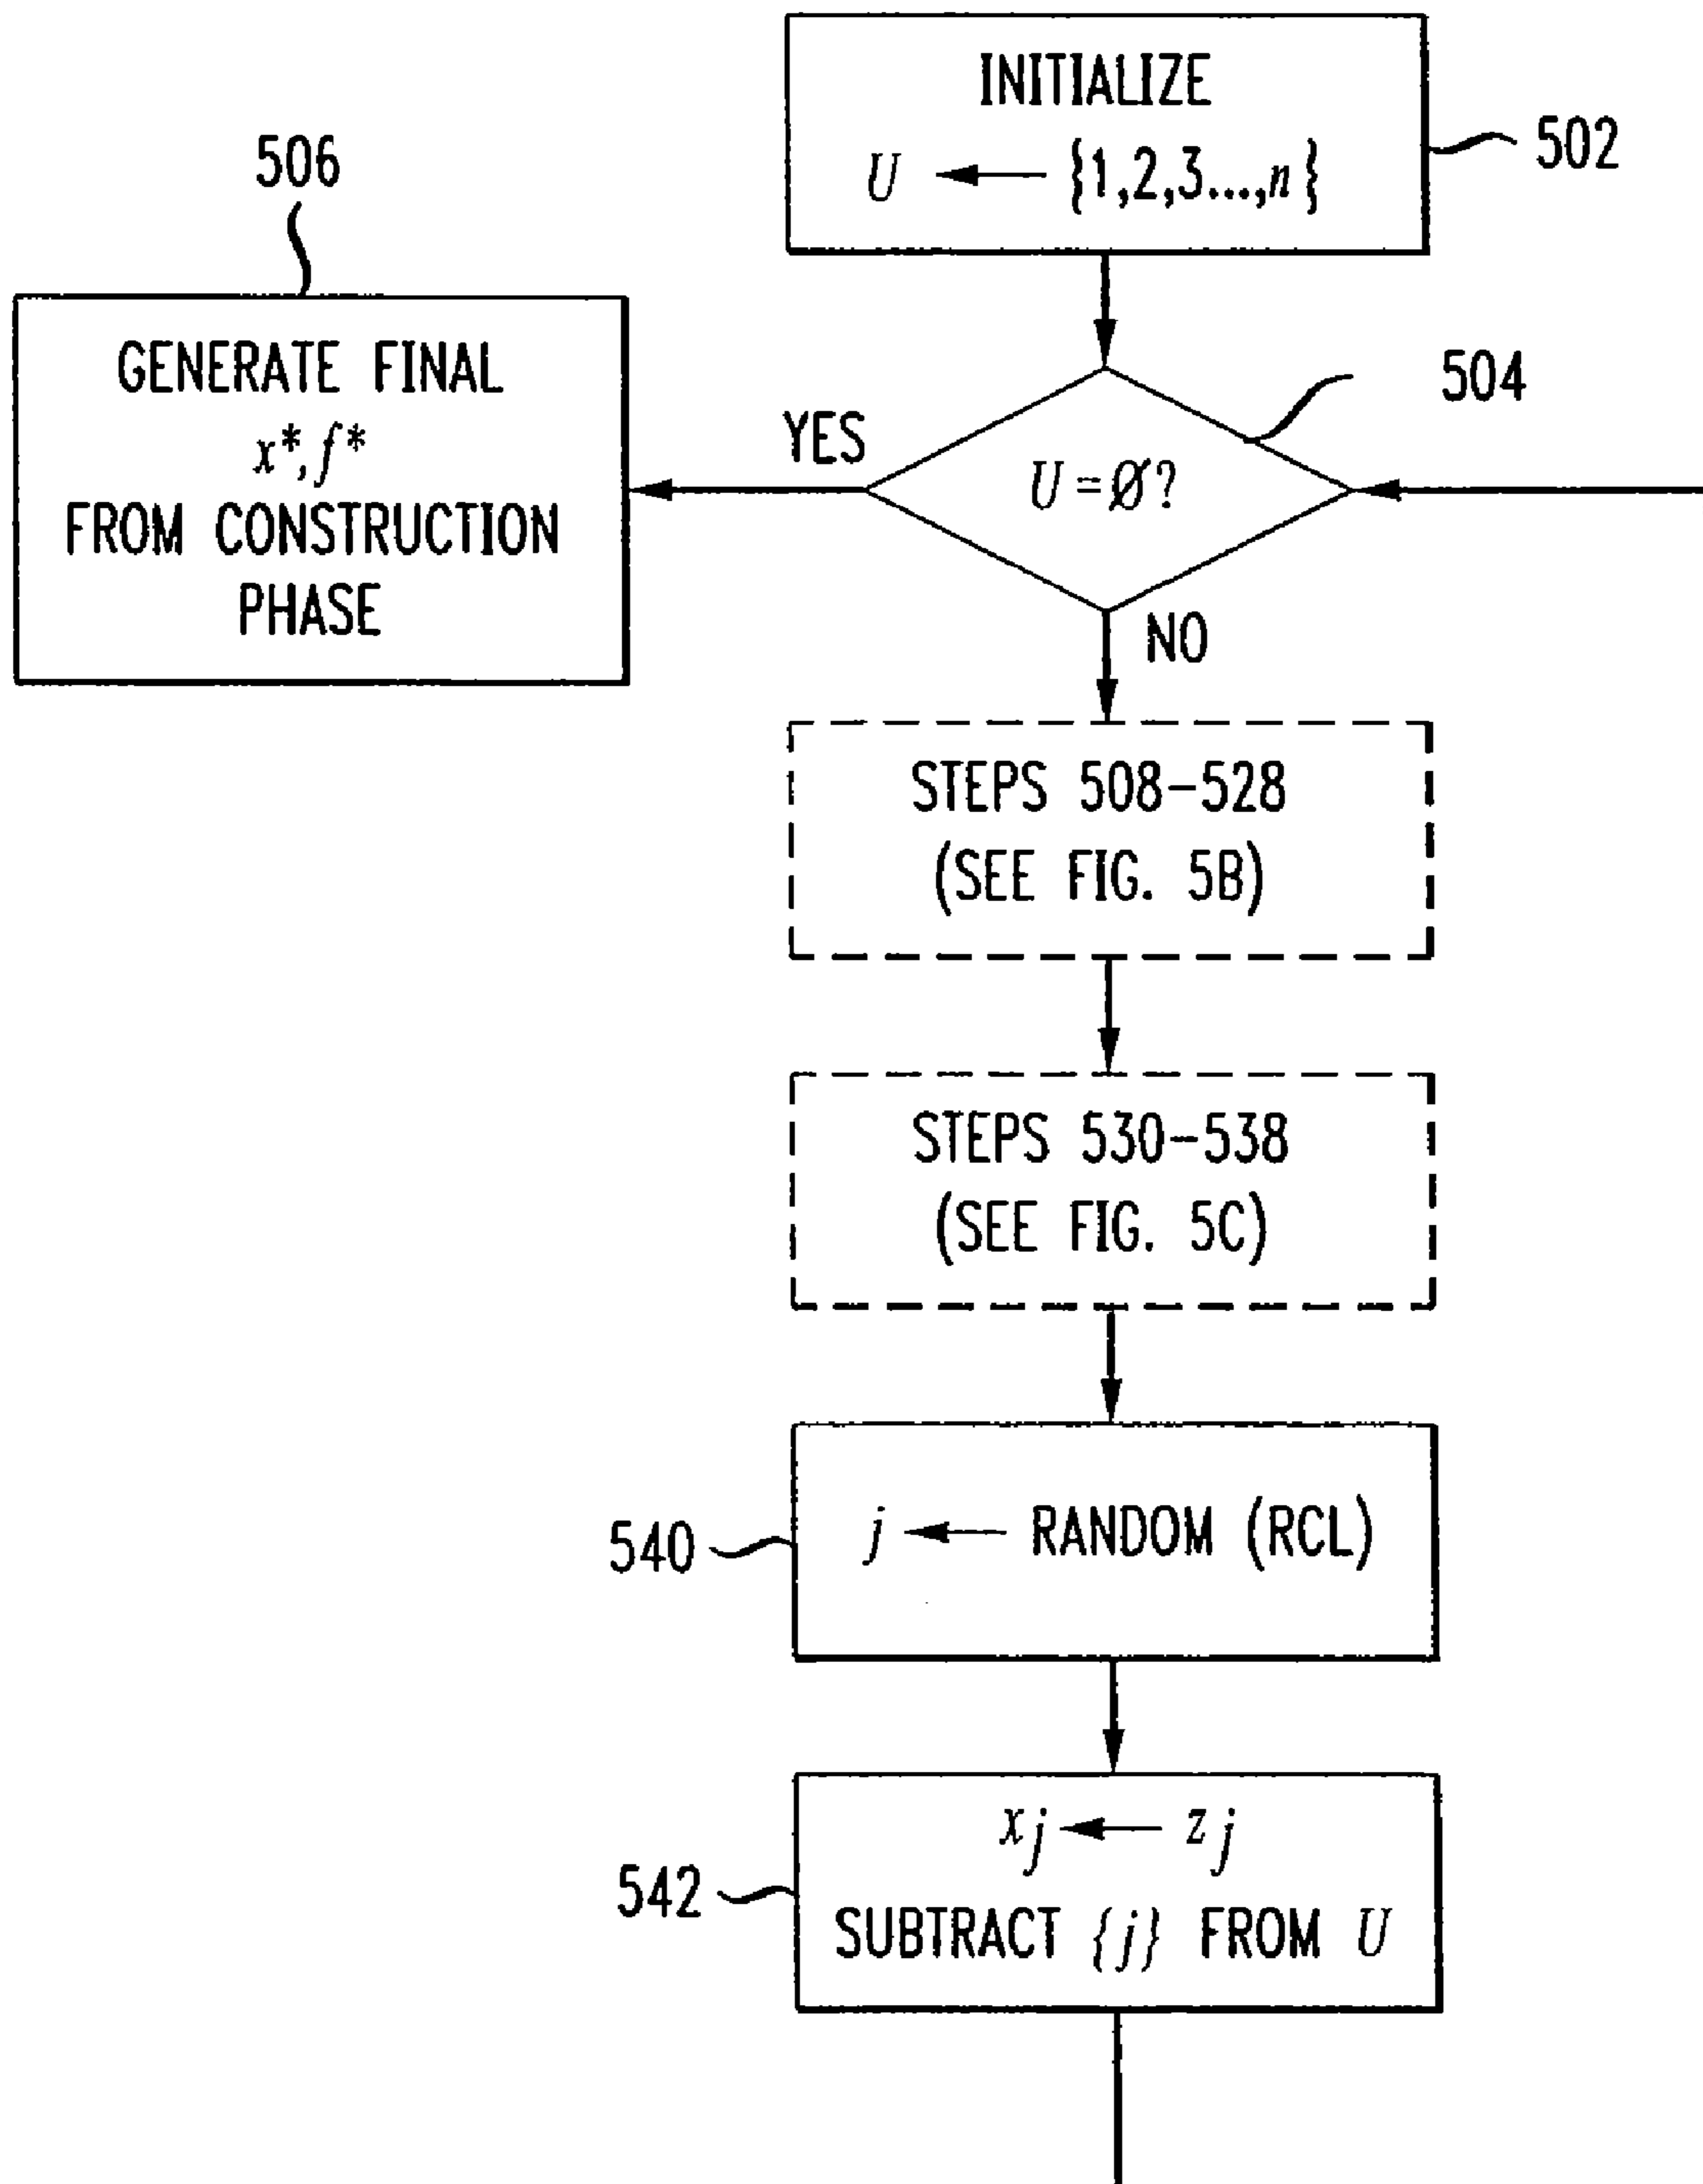 INITIALIZE
U ← {1,2,3...,n}
502
506
GENERATE FINAL
x*,f*
FROM CONSTRUCTION
PHASE
YES
504
U=Ø?
NO
STEPS 508-528
(SEE FIG. 5B)
STEPS 530-538
(SEE FIG. 5C)
540
j ← RANDOM (RCL)
542
xj ← zj
SUBTRACT {j} FROM U